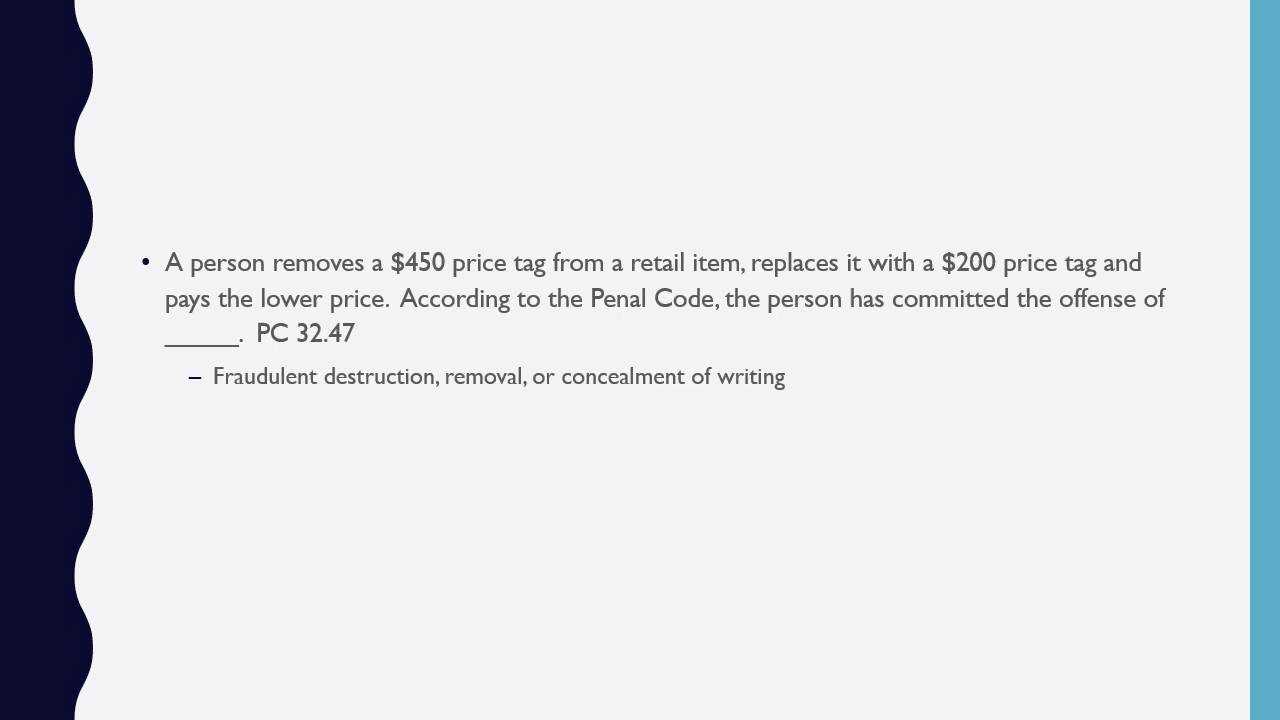 • A person removes a $450 price tag from a retail item, replaces it with a $200 price tag and
pays the lower price.  According to the Penal Code, the person has committed the offense of
______.  PC 32.47
– Fraudulent destruction, removal, or concealment of writing